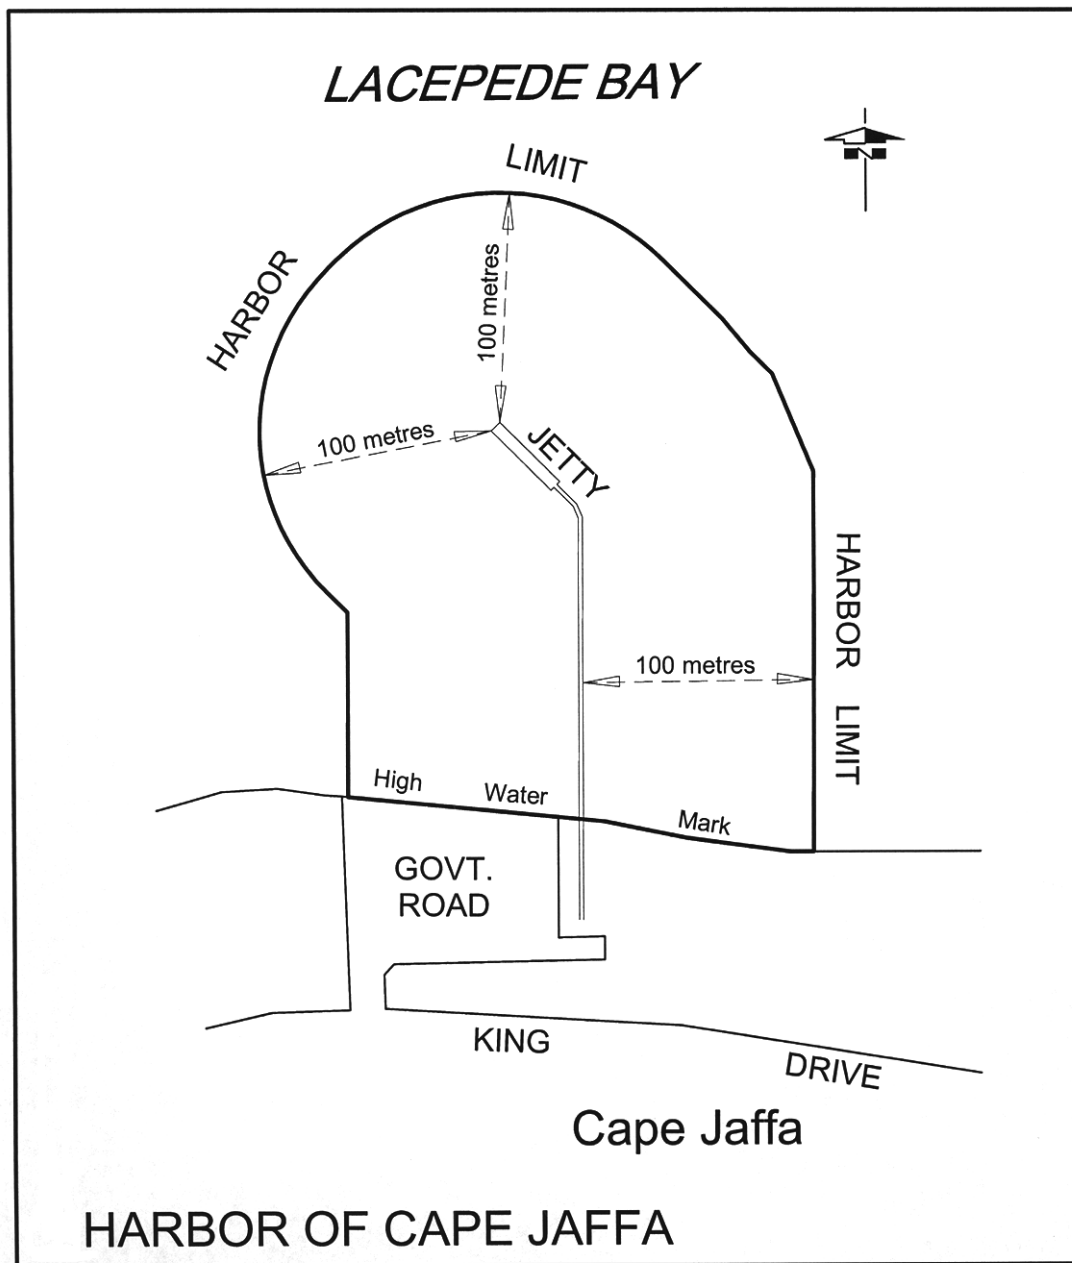 LACEPEDE BAY
N
LIMIT
HARBOR
100 metres
100 metres
JETTY
HARBOR LIMIT
100 metres
High Water Mark
GOVT.
ROAD
KING DRIVE
Cape Jaffa
HARBOR OF CAPE JAFFA